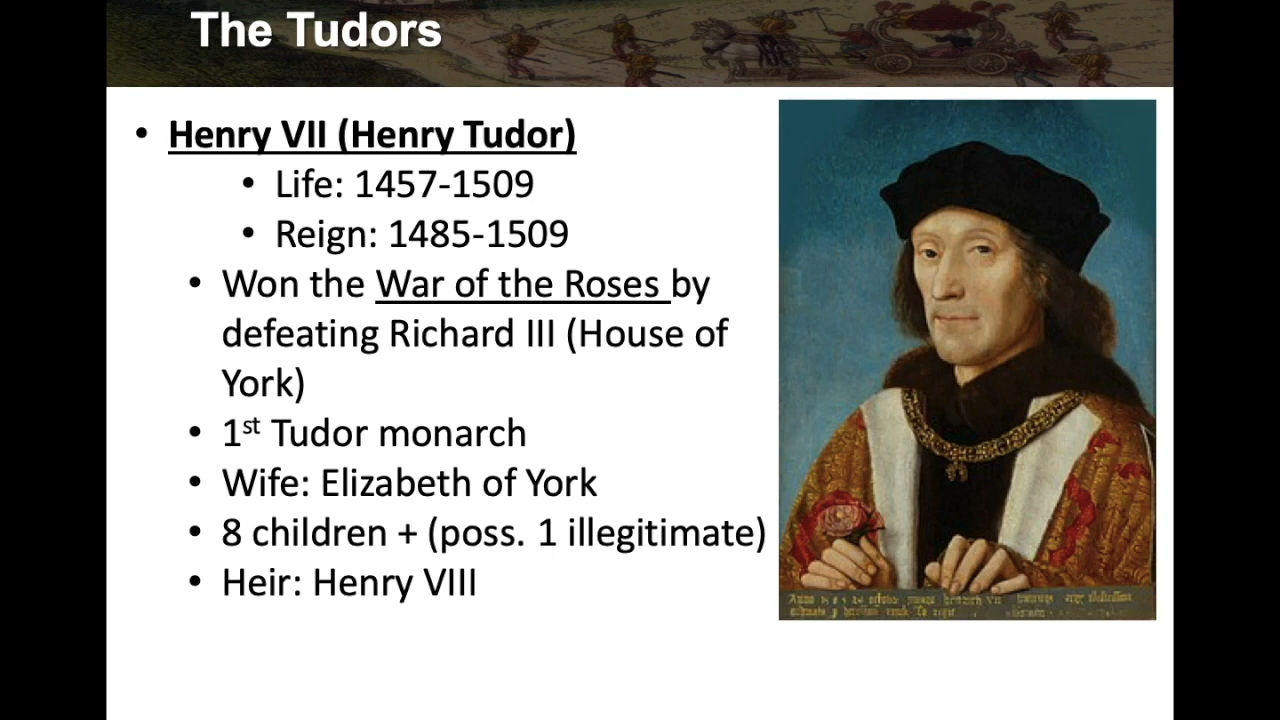 The Tudors
• Henry VII (Henry Tudor)
• Life: 1457-1509
• Reign: 1485-1509
• Won the War of the Roses by
defeating Richard III (House of
York)
• 1st Tudor monarch
• Wife: Elizabeth of York
• 8 children + (poss. 1 illegitimate)
• Heir: Henry VIII
Anno